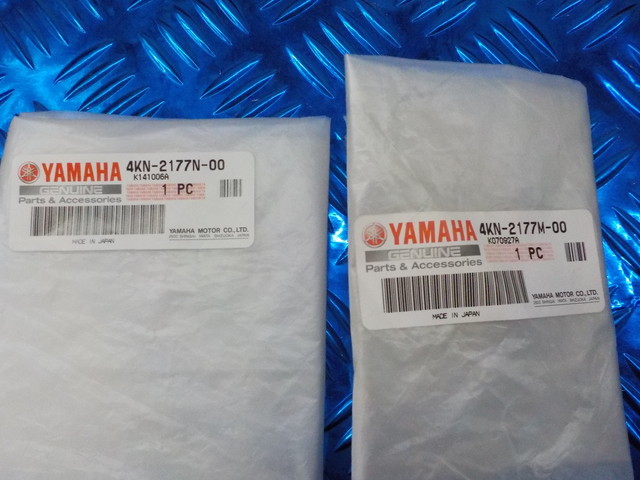 YAMAHA 4KN-2177N-00
K141006A
GENUINE 1 PC
Parts & Accessories
YAMAHA MOTOR CO.,LTD.
MADE IN JAPAN
YAMAHA 4KN-2177M-00
K070927A
GENUINE 1 PC
Parts & Accessories
YAMAHA MOTOR CO.,LTD.
MADE IN JAPAN